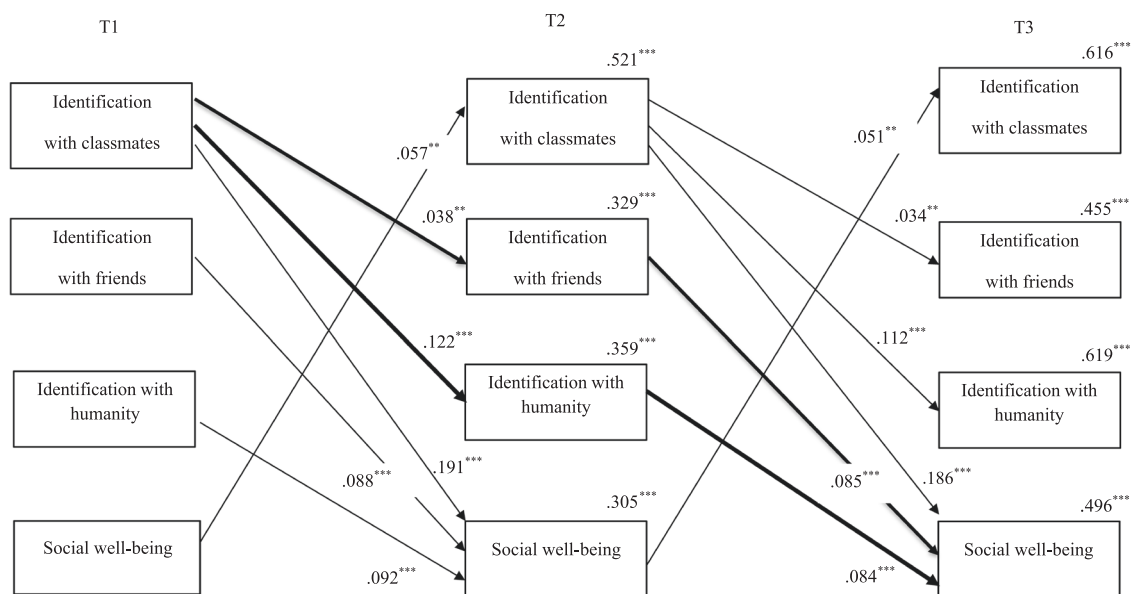 T1
T2
T3
.521***
.616***
Identification
with classmates
Identification
with classmates
Identification
with classmates
.057**
.051**
.038**
.329***
.034**
.455***
Identification
with friends
Identification
with friends
Identification
with friends
.122***
.359***
.112***
.619***
Identification with
humanity
Identification with
humanity
Identification with
humanity
.088***
.191***
.085***
.186***
.305***
.496***
Social well-being
Social well-being
Social well-being
.092***
.084***